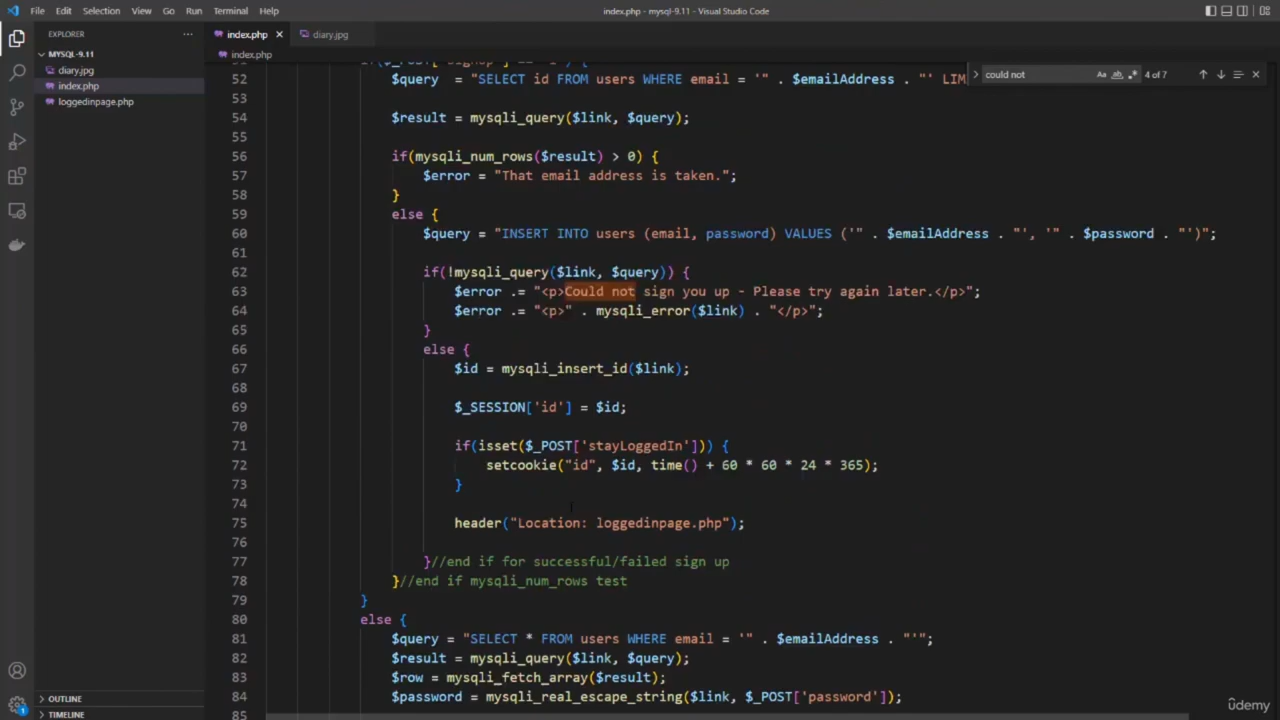 File Edit Selection View Go Run Terminal Help
index.php - mysql-9.11 - Visual Studio Code
EXPLORER ...
MYSQL-9.11
diary.jpg
index.php
loggedinpage.php
OUTLINE
TIMELINE
index.php
diary.jpg
index.php
could not
Aa ab .* 4 of 7
52 $query  = "SELECT id FROM users WHERE email = '" . $emailAddress . "' LIM
53
54 $result = mysqli_query($link, $query);
55
56 if(mysqli_num_rows($result) > 0) {
57 $error = "That email address is taken.";
58 }
59 else {
60 $query = "INSERT INTO users (email, password) VALUES ('" . $emailAddress . "', '" . $password . "')";
61
62 if(!mysqli_query($link, $query)) {
63 $error .= "<p>Could not sign you up - Please try again later.</p>";
64 $error .= "<p>" . mysqli_error($link) . "</p>";
65 }
66 else {
67 $id = mysqli_insert_id($link);
68
69 $_SESSION['id'] = $id;
70
71 if(isset($_POST['stayLoggedIn'])) {
72 setcookie("id", $id, time() + 60 * 60 * 24 * 365);
73 }
74
75 header("Location: loggedinpage.php");
76
77 }//end if for successful/failed sign up
78 }//end if mysqli_num_rows test
79 }
80 else {
81 $query = "SELECT * FROM users WHERE email = '" . $emailAddress . "'";
82 $result = mysqli_query($link, $query);
83 $row = mysqli_fetch_array($result);
84 $password = mysqli_real_escape_string($link, $_POST['password']);
85
1
ûdemy